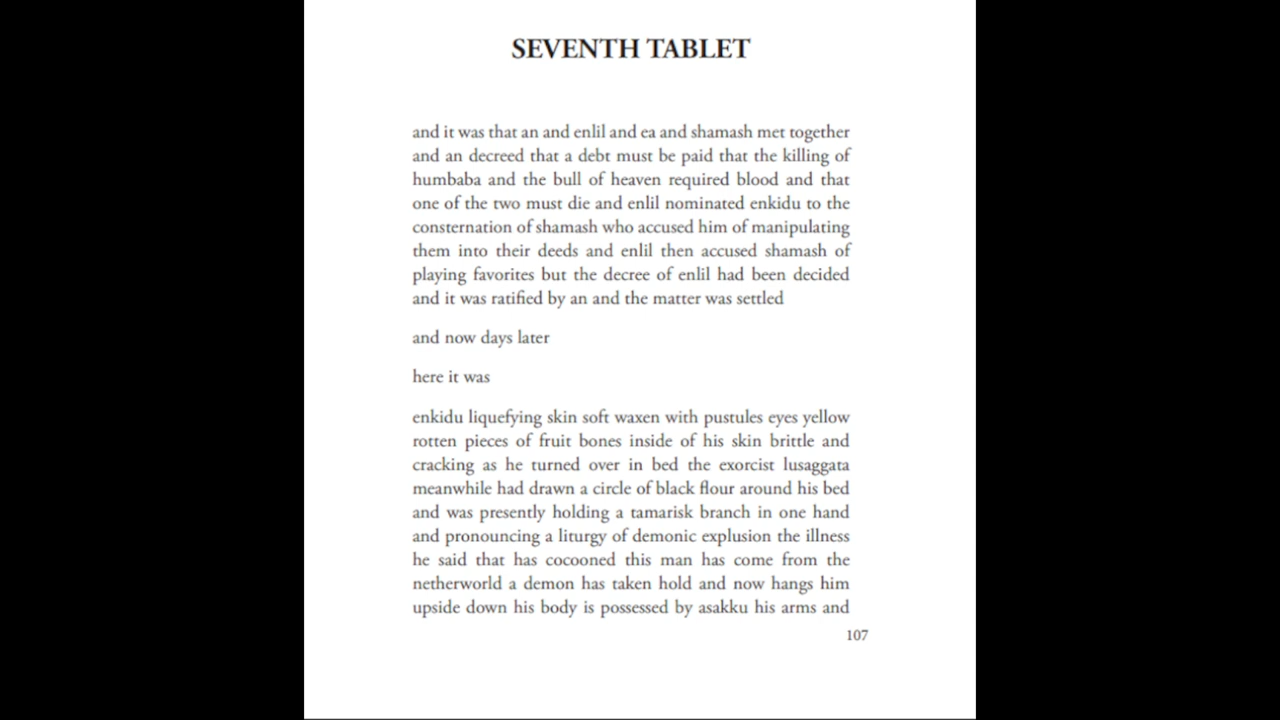 SEVENTH TABLET
and it was that an and enlil and ea and shamash met together
and an decreed that a debt must be paid that the killing of
humbaba and the bull of heaven required blood and that
one of the two must die and enlil nominated enkidu to the
consternation of shamash who accused him of manipulating
them into their deeds and enlil then accused shamash of
playing favorites but the decree of enlil had been decided
and it was ratified by an and the matter was settled
and now days later
here it was
enkidu liquefying skin soft waxen with pustules eyes yellow
rotten pieces of fruit bones inside of his skin brittle and
cracking as he turned over in bed the exorcist lusaggata
meanwhile had drawn a circle of black flour around his bed
and was presently holding a tamarisk branch in one hand
and pronouncing a liturgy of demonic explusion the illness
he said that has cocooned this man has come from the
netherworld a demon has taken hold and now hangs him
upside down his body is possessed by asakku his arms and
107